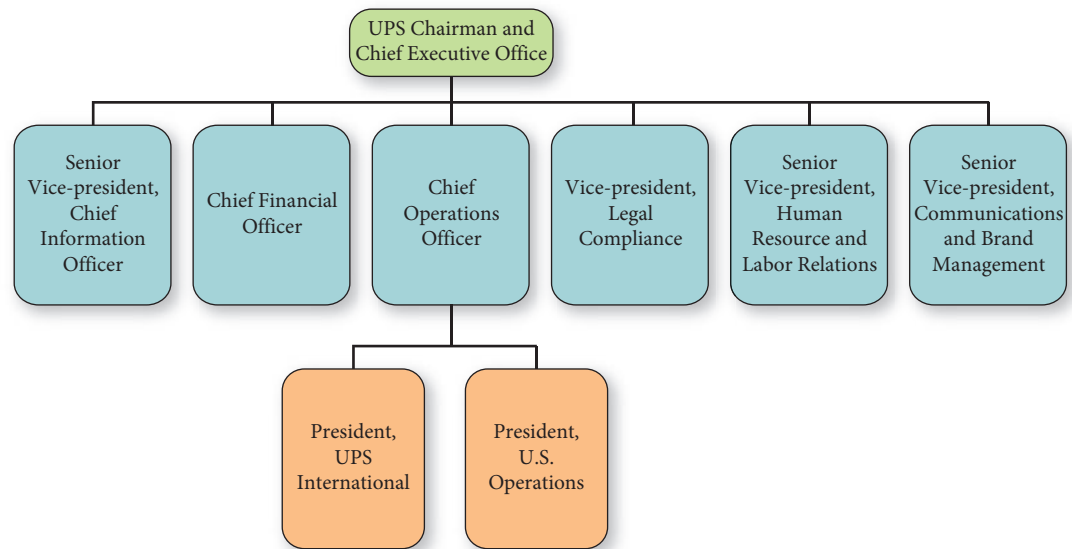 UPS Chairman and
Chief Executive Office
Senior
Vice-president,
Chief
Information
Officer
Chief Financial
Officer
Chief
Operations
Officer
Vice-president,
Legal
Compliance
Senior
Vice-president,
Human
Resource and
Labor Relations
Senior
Vice-president,
Communications
and Brand
Management
President,
UPS
International
President,
U.S.
Operations